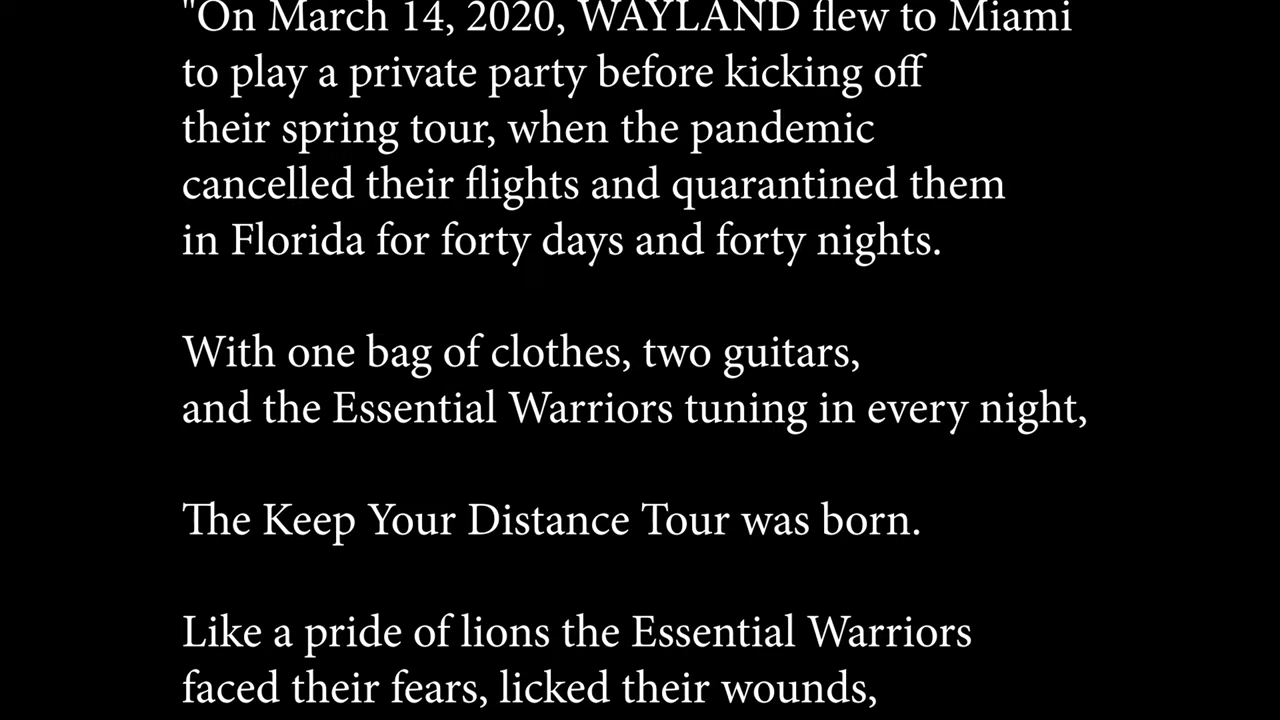 "On March 14, 2020, WAYLAND flew to Miami
to play a private party before kicking off
their spring tour, when the pandemic
cancelled their flights and quarantined them
in Florida for forty days and forty nights.
With one bag of clothes, two guitars,
and the Essential Warriors tuning in every night,
The Keep Your Distance Tour was born.
Like a pride of lions the Essential Warriors
faced their fears, licked their wounds,